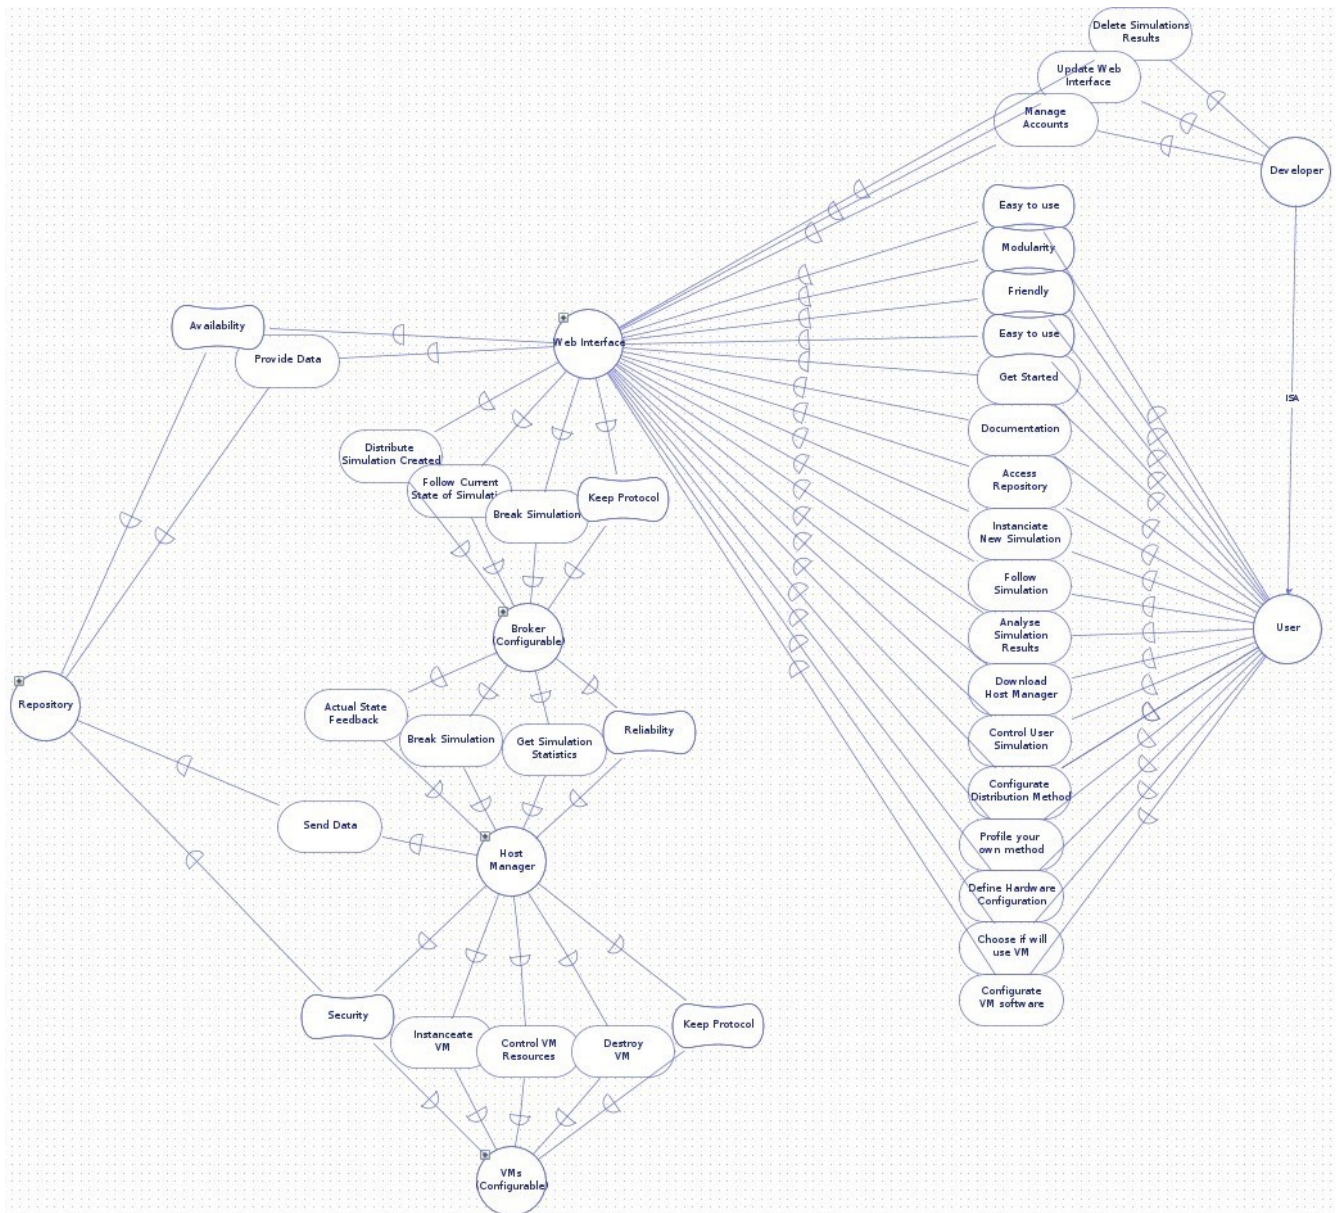 Delete Simulations
Results
Update Web
Interface
Manage
Accounts
Developer
Easy to use
Modularity
Friendly
Easy to use
Get Started
Documentation
Access
Repository
Instanciate
New Simulation
Follow
Simulation
Analyse
Simulation
Results
Download
Host Manager
Control User
Simulation
Configurate
Distribution Method
Profile your
own method
Define Hardware
Configuration
Choose if will
use VM
Configurate
VM software
ISA
User
Web Interface
Availability
Provide Data
Distribute
Simulation Created
Follow Current
State of Simulati
Break Simulation
Keep Protocol
Broker
(Configurable)
Repository
Actual State
Feedback
Break Simulation
Get Simulation
Statistics
Reliability
Send Data
Host
Manager
Security
Instanceate
VM
Control VM
Resources
Destroy
VM
Keep Protocol
VMs
(Configurable)